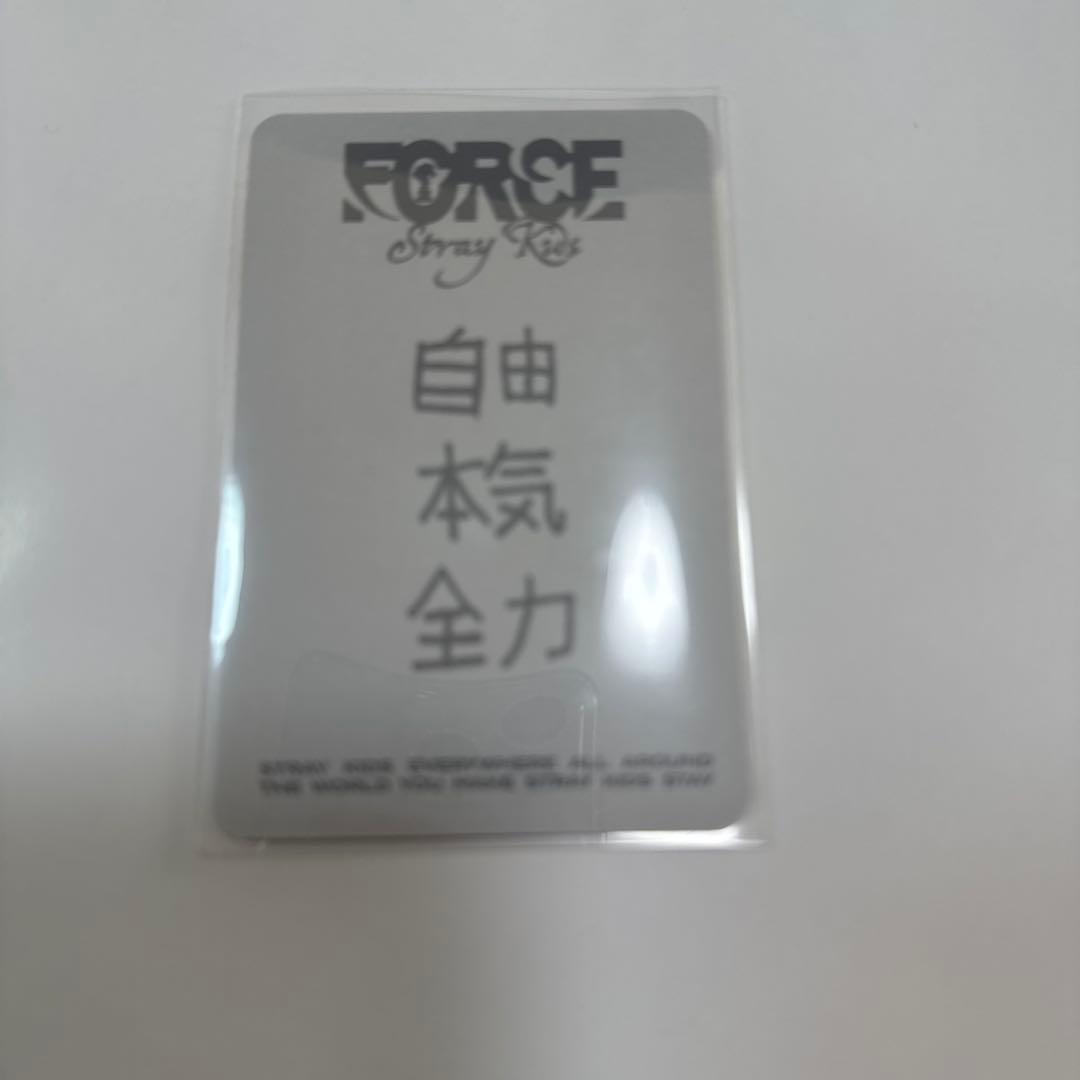 FORCE
Stray Kids
自由
本気
全力
STRAY KIDS EVERYWHERE ALL AROUND
THE WORLD YOU MAKE STRAY KIDS STAY